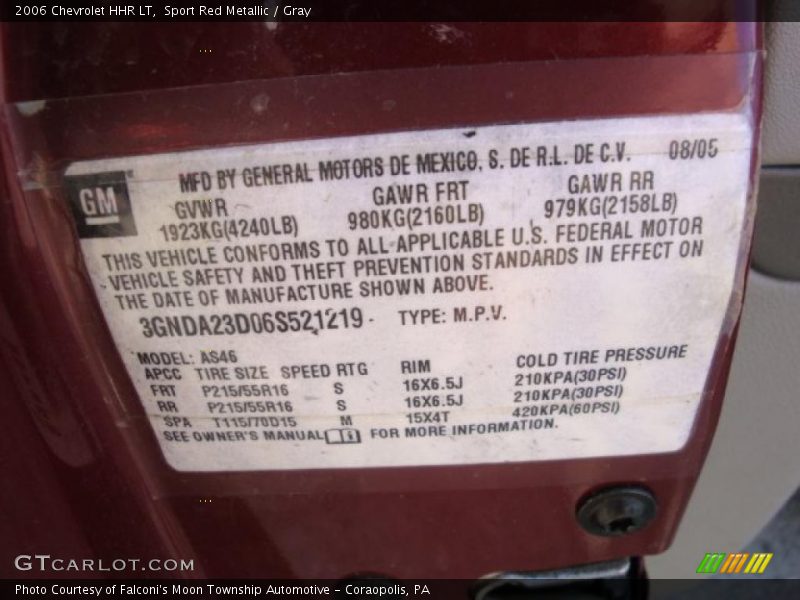 2006 Chevrolet HHR LT,  Sport Red Metallic / Gray
GM
MFD BY GENERAL MOTORS DE MEXICO, S. DE R.L. DE C.V. 08/05
GVWR GAWR FRT GAWR RR
1923KG(4240LB) 980KG(2160LB) 979KG(2158LB)
THIS VEHICLE CONFORMS TO ALL APPLICABLE U.S. FEDERAL MOTOR
VEHICLE SAFETY AND THEFT PREVENTION STANDARDS IN EFFECT ON
THE DATE OF MANUFACTURE SHOWN ABOVE.
3GNDA23D06S521219 TYPE: M.P.V.
MODEL: AS46
APCC TIRE SIZE SPEED RTG RIM COLD TIRE PRESSURE
FRT P215/55R16 S 16X6.5J 210KPA(30PSI)
RR P215/55R16 S 16X6.5J 210KPA(30PSI)
SPA T115/70D15 M 15X4T 420KPA(60PSI)
SEE OWNER'S MANUAL FOR MORE INFORMATION.
GTCARLOT.COM
Photo Courtesy of Falconi's Moon Township Automotive - Coraopolis, PA